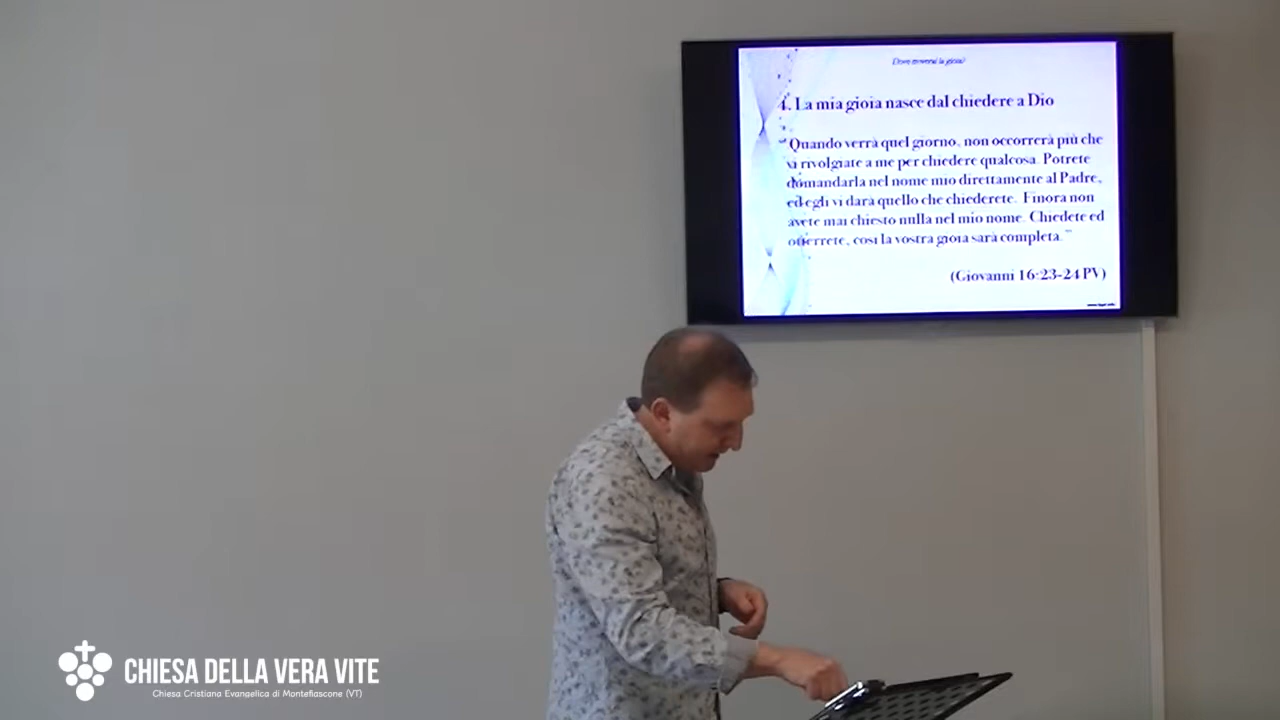 Dove troverai la gioia?
4. La mia gioia nasce dal chiedere a Dio
"Quando verrà quel giorno, non occorrerà più che
vi rivolgiate a me per chiedere qualcosa. Potrete
domandarla nel nome mio direttamente al Padre,
ed egli vi darà quello che chiederete. Finora non
avete mai chiesto nulla nel mio nome. Chiedete ed
otterrete, così la vostra gioia sarà completa."
(Giovanni 16:23-24 PV)
CHIESA DELLA VERA VITE
Chiesa Cristiana Evangelica di Montefiascone (VT)